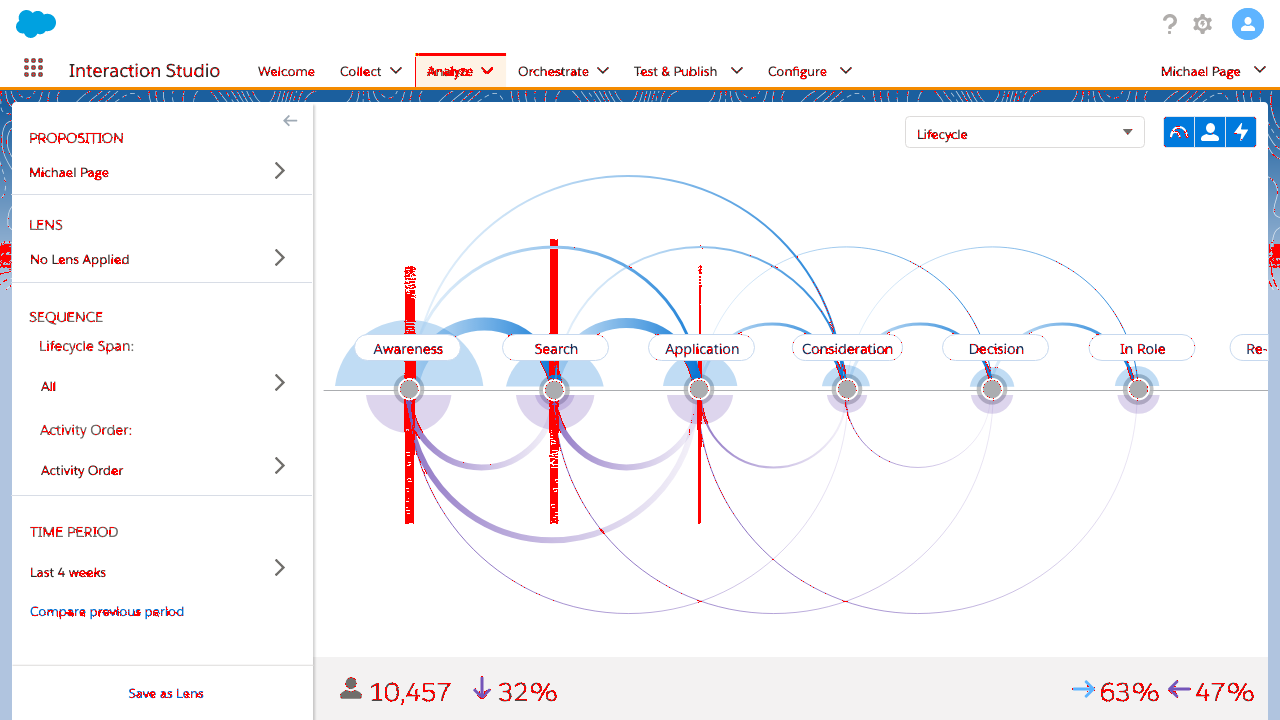 ?
Interaction Studio
Welcome
Collect
Analyze
Orchestrate
Test & Publish
Configure
Michael Page
PROPOSITION
Michael Page
LENS
No Lens Applied
SEQUENCE
Lifecycle Span:
All
Activity Order:
Activity Order
TIME PERIOD
Last 4 weeks
Compare previous period
Save as Lens
Lifecycle
Awareness
Search
Application
Consideration
Decision
In Role
Re-
10,457
32%
63%
47%